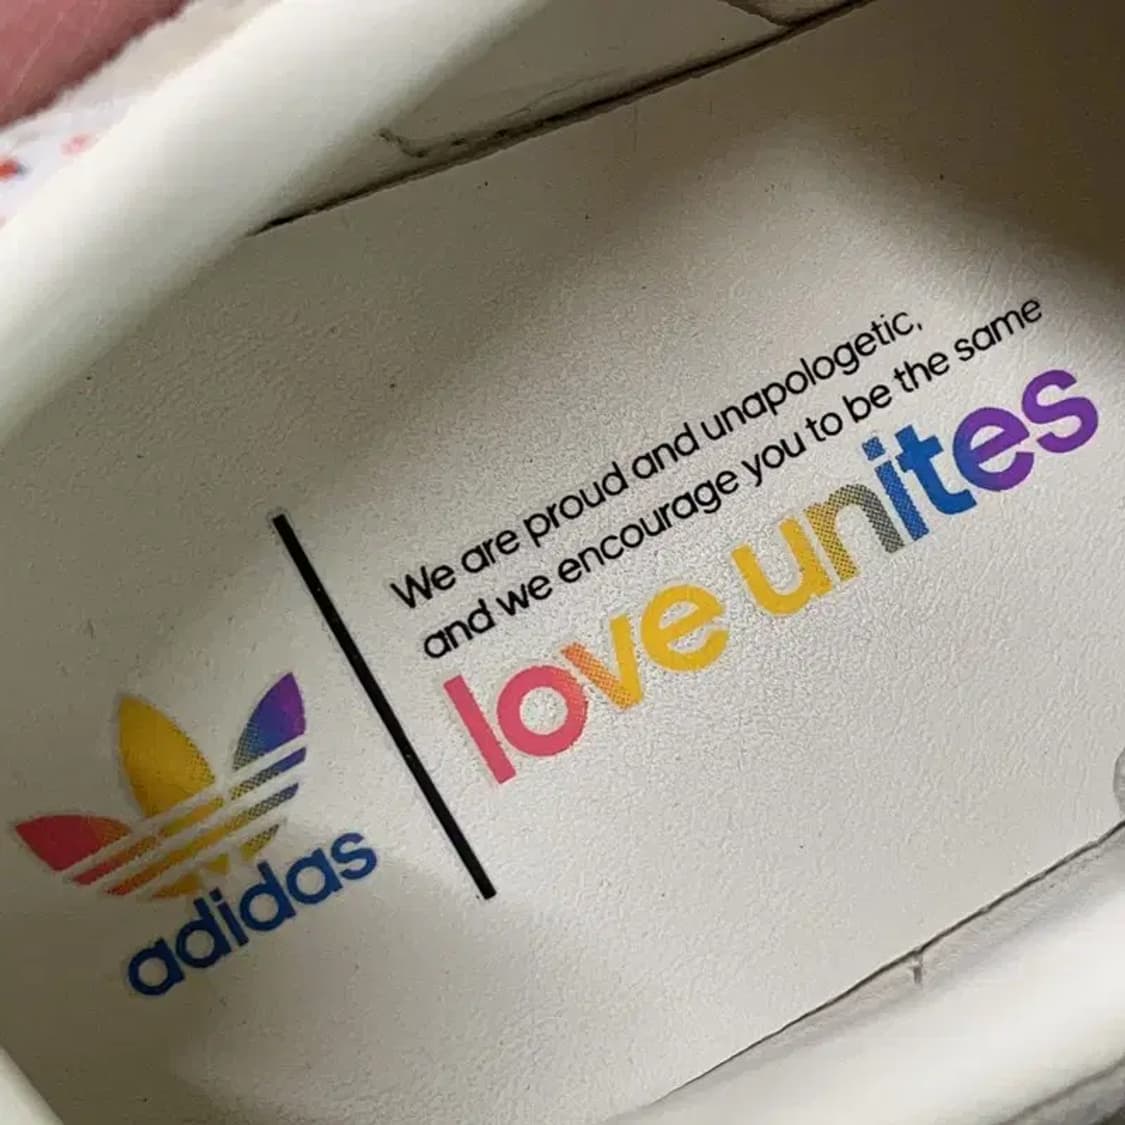 We are proud and unapologetic,
and we encourage you to be the same
love unites
adidas